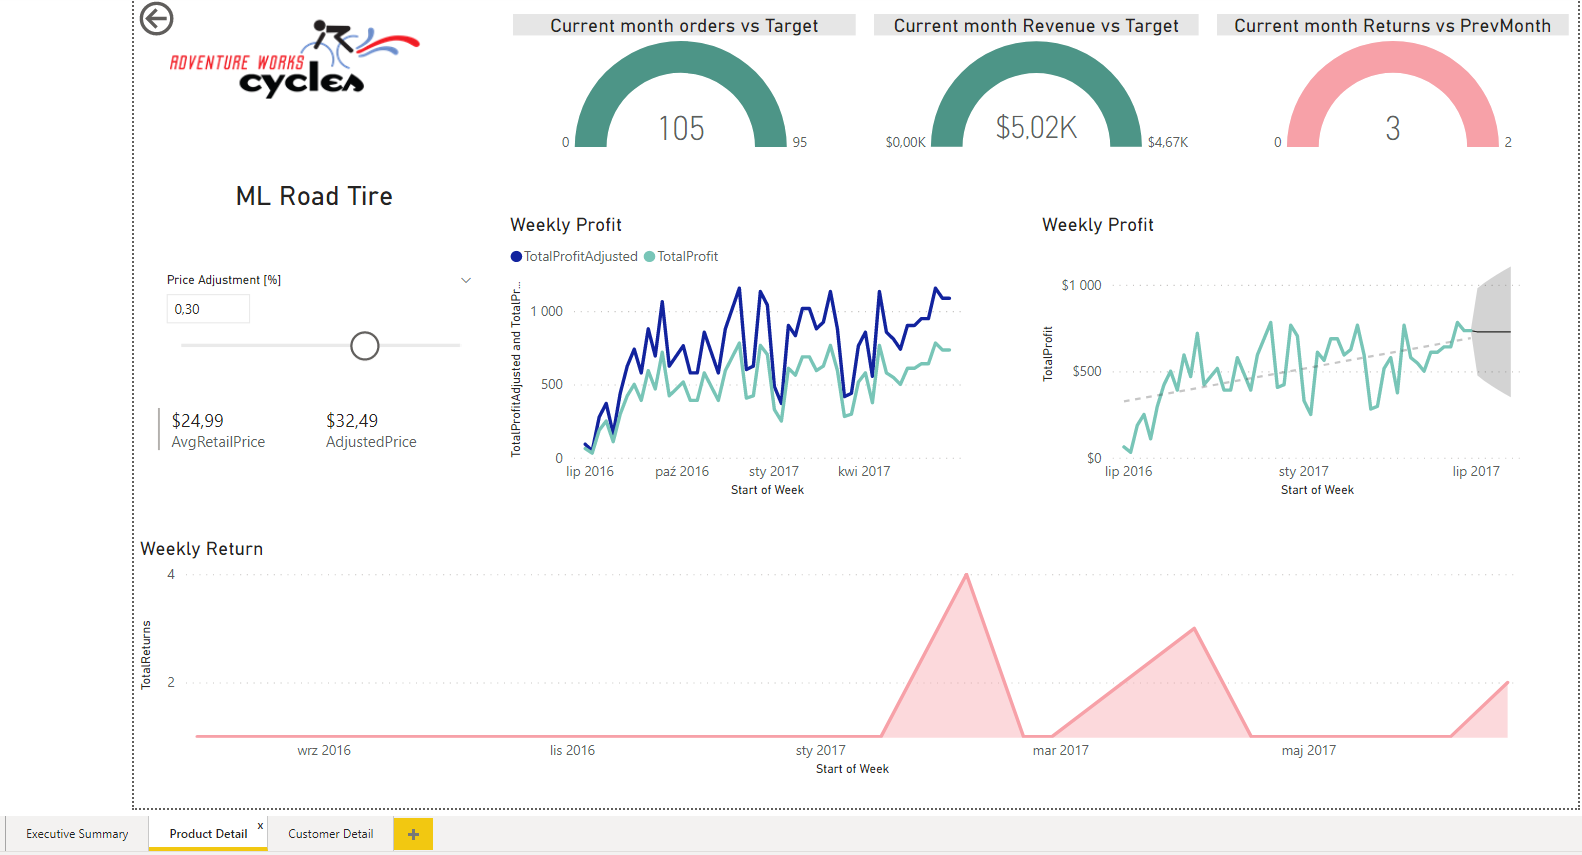 ADVENTURE WORKS
cycles
Current month orders vs Target
105
0
95
Current month Revenue vs Target
$5,02K
$0,00K
$4,67K
Current month Returns vs PrevMonth
3
0
2
ML Road Tire
Price Adjustment [%]
0,30
$24,99
AvgRetailPrice
$32,49
AdjustedPrice
Weekly Profit
TotalProfitAdjusted
TotalProfit
TotalProfitAdjusted and TotalPr...
1 000
500
0
lip 2016
paź 2016
sty 2017
kwi 2017
Start of Week
Weekly Profit
TotalProfit
$1 000
$500
$0
lip 2016
sty 2017
lip 2017
Start of Week
Weekly Return
TotalReturns
4
2
wrz 2016
lis 2016
sty 2017
mar 2017
maj 2017
Start of Week
Executive Summary
Product Detail
x
Customer Detail
+